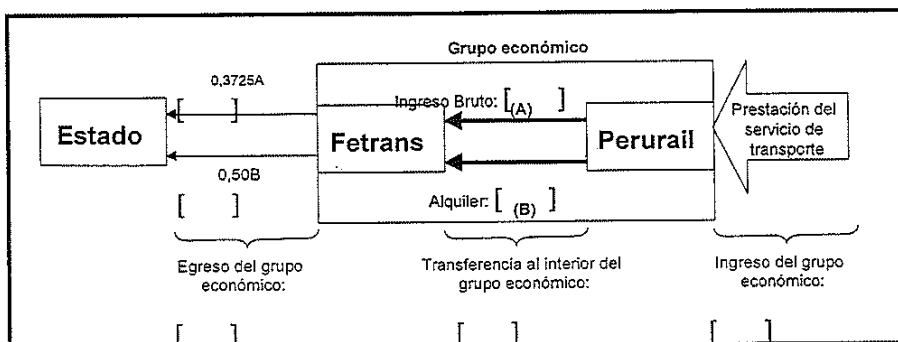 Grupo económico
0,3725A
[ ]
Ingreso Bruto: [ (A) ]
Prestación del
servicio de
transporte
Estado
Fetrans
Perurail
0,50B
[ ]
Alquiler: [ (B) ]
Egreso del grupo
económico:
Transferencia al interior del
grupo económico:
Ingreso del grupo
económico:
[ ]
[ ]
[ ]